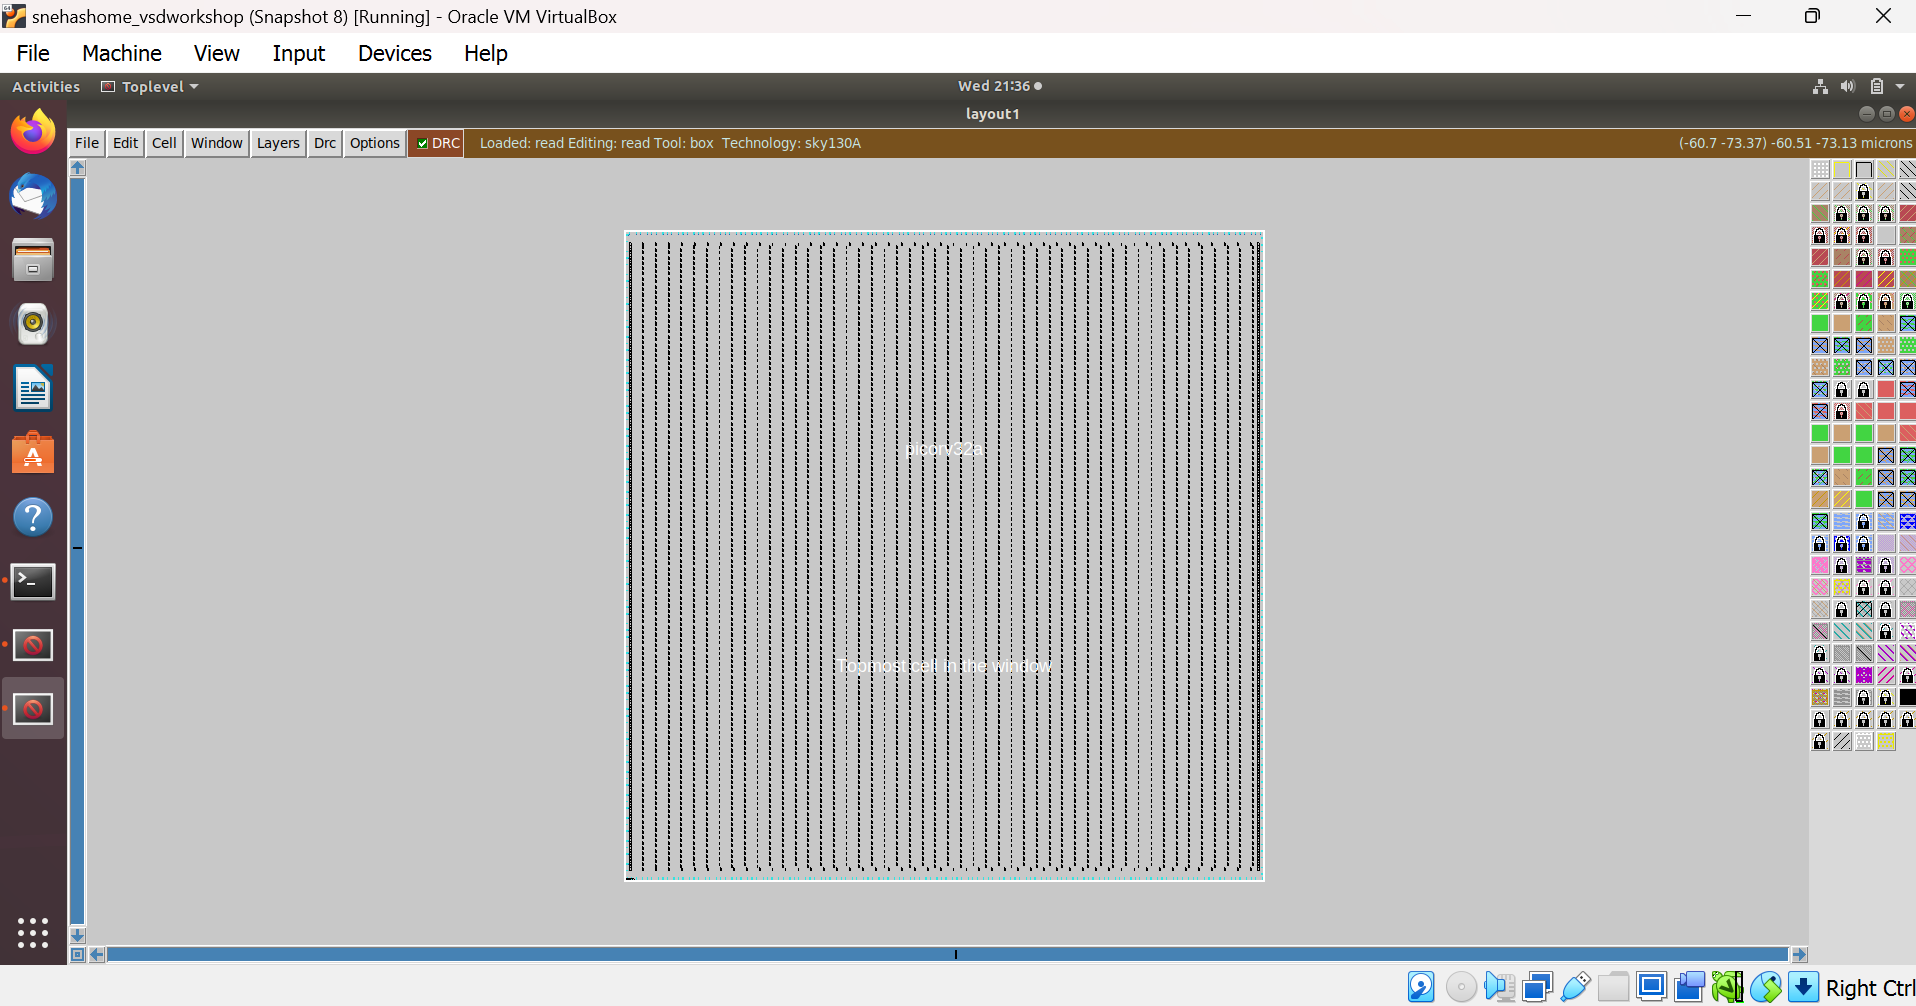 snehashome_vsdworkshop (Snapshot 8) [Running] - Oracle VM VirtualBox
File Machine View Input Devices Help
Activities Toplevel Wed 21:36
layout1
File Edit Cell Window Layers Drc Options DRC Loaded: read Editing: read Tool: box Technology: sky130A (-60.7 -73.37) -60.51 -73.13 microns
picorv32a
Topmost cell in the window
Right Ctrl